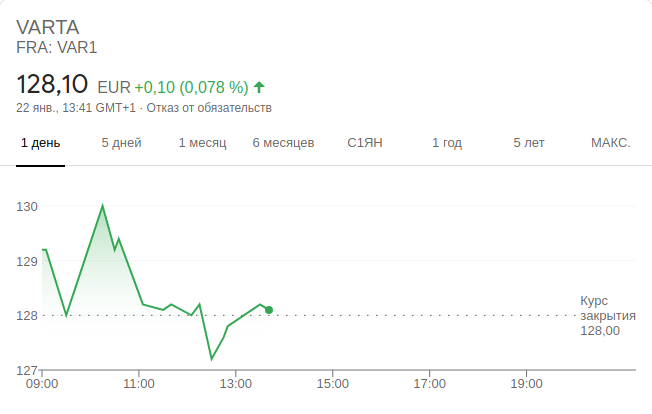 VARTA
FRA: VAR1
128,10 EUR +0,10 (0,078 %)
22 янв., 13:41 GMT+1 · Отказ от обязательств
1 день 5 дней 1 месяц 6 месяцев С1ЯН 1 год 5 лет МАКС.
130
129
128
127
Курс
закрытия
128,00
09:00 11:00 13:00 15:00 17:00 19:00